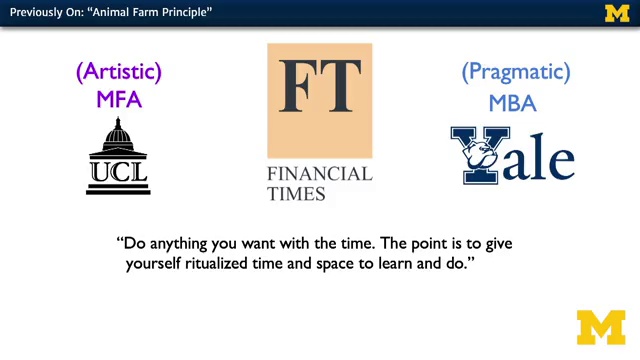 Previously On: “Animal Farm Principle”
M
(Artistic)
MFA
UCL
FT
FINANCIAL
TIMES
(Pragmatic)
MBA
Yale
“Do anything you want with the time. The point is to give
yourself ritualized time and space to learn and do.”
M